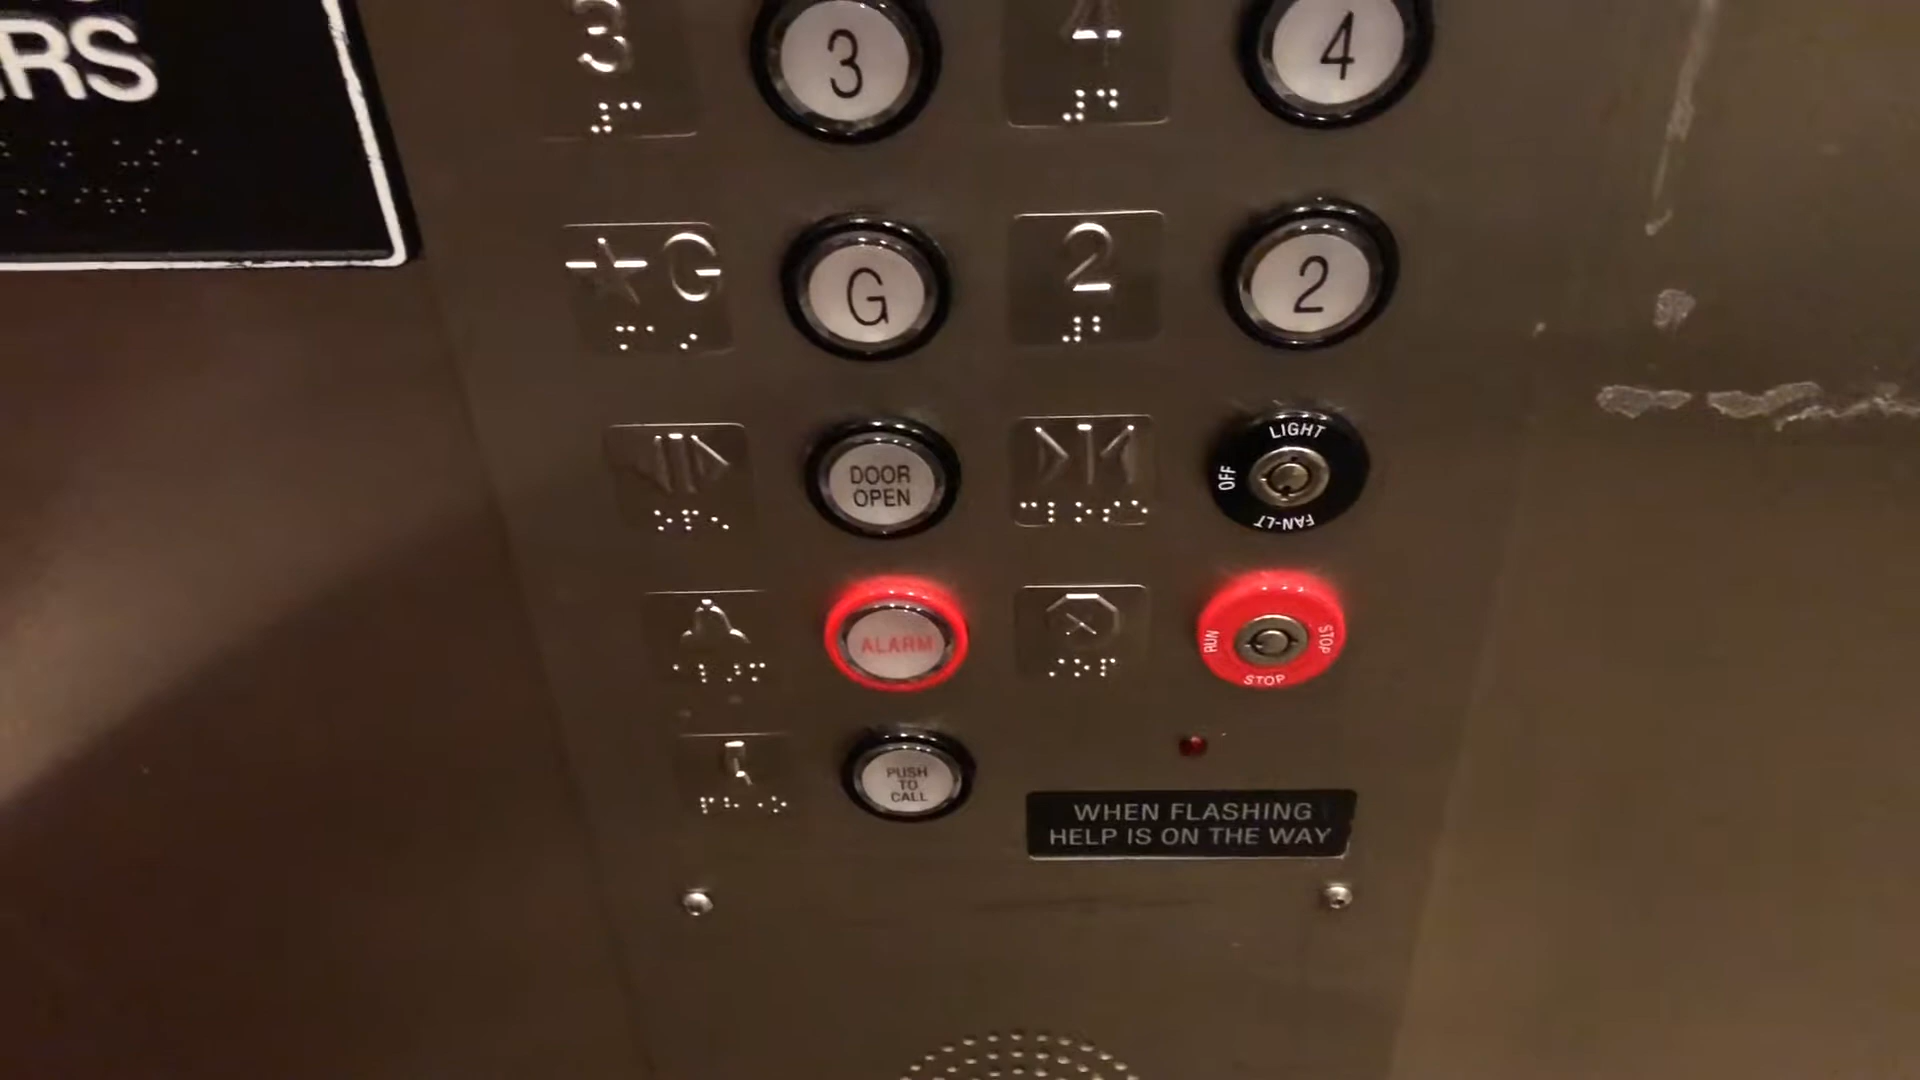 IRS
3 3 4 4
G G 2 2
DOOR
OPEN
LIGHT
OFF
FAN-LT
ALARM
RUN
STOP
STOP
PUSH
TO
CALL
WHEN FLASHING
HELP IS ON THE WAY